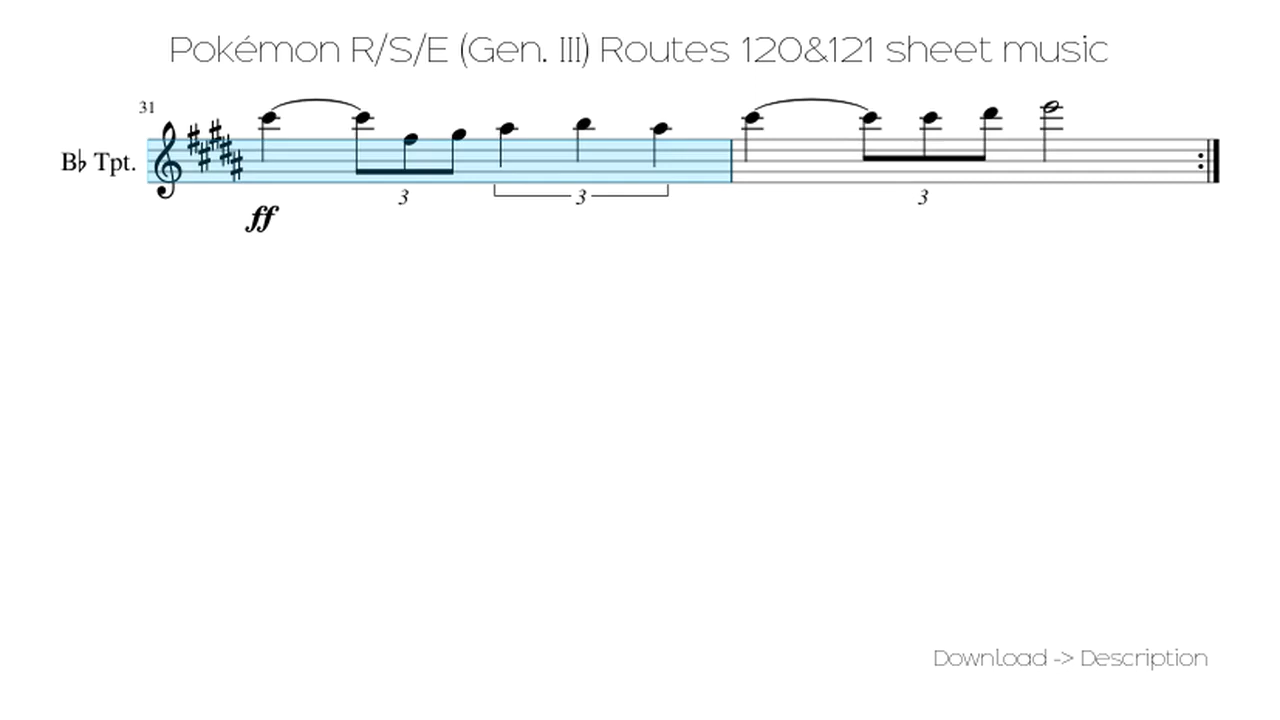 Pokémon R/S/E (Gen. III) Routes 120&121 sheet music
31
B♭ Tpt.
3
3
3
ff
Download -> Description